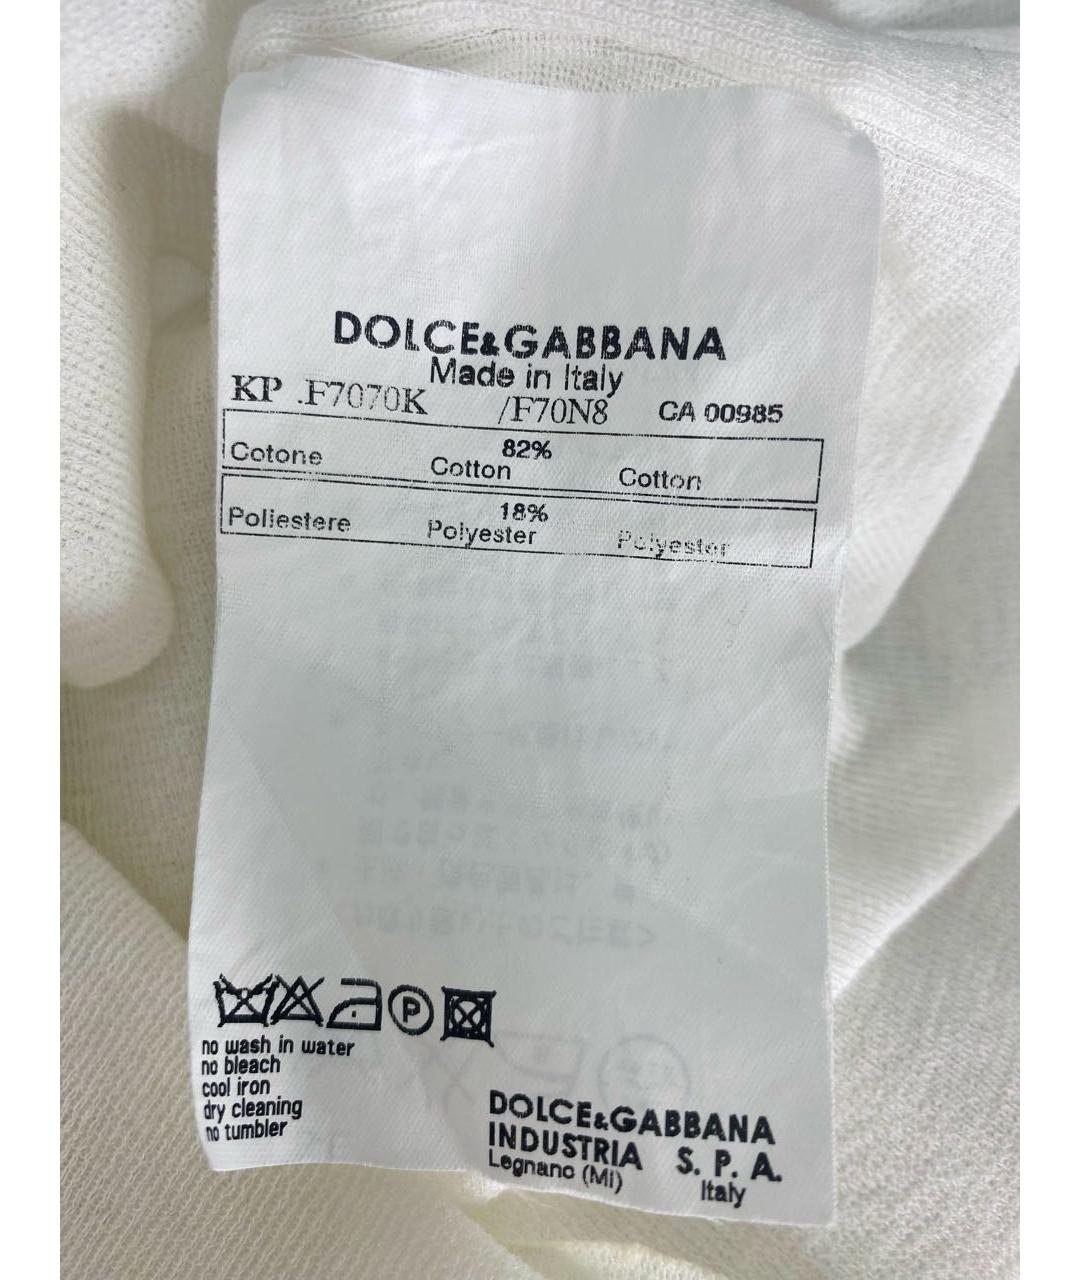 DOLCE&GABBANA
Made in Italy
KP .F7070K /F70N8 CA 00985
82%
Cotone Cotton Cotton
18%
Poliestere Polyester Polyester
P
no wash in water
no bleach
cool iron
dry cleaning
no tumbler
DOLCE&GABBANA
INDUSTRIA S. P. A.
Legnano (Mi) Italy